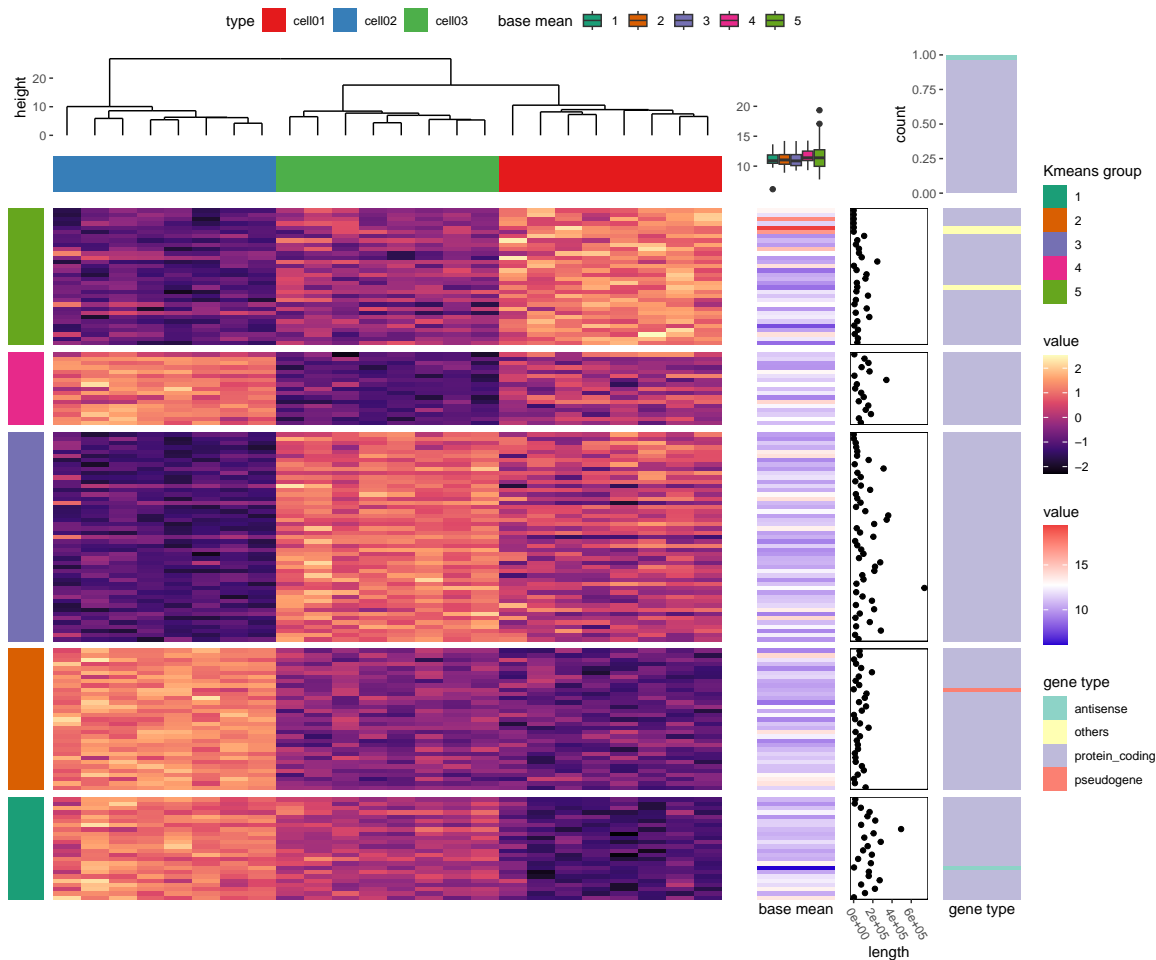 type cell01 cell02 cell03 base mean 1 2 3 4 5
height
20
10
0
20
15
10
count
1.00
0.75
0.50
0.25
0.00
Kmeans group
1
2
3
4
5
value
2
1
0
−1
−2
value
15
10
gene type
antisense
others
protein_coding
pseudogene
base mean
0e+00
2e+05
4e+05
6e+05
length
gene type